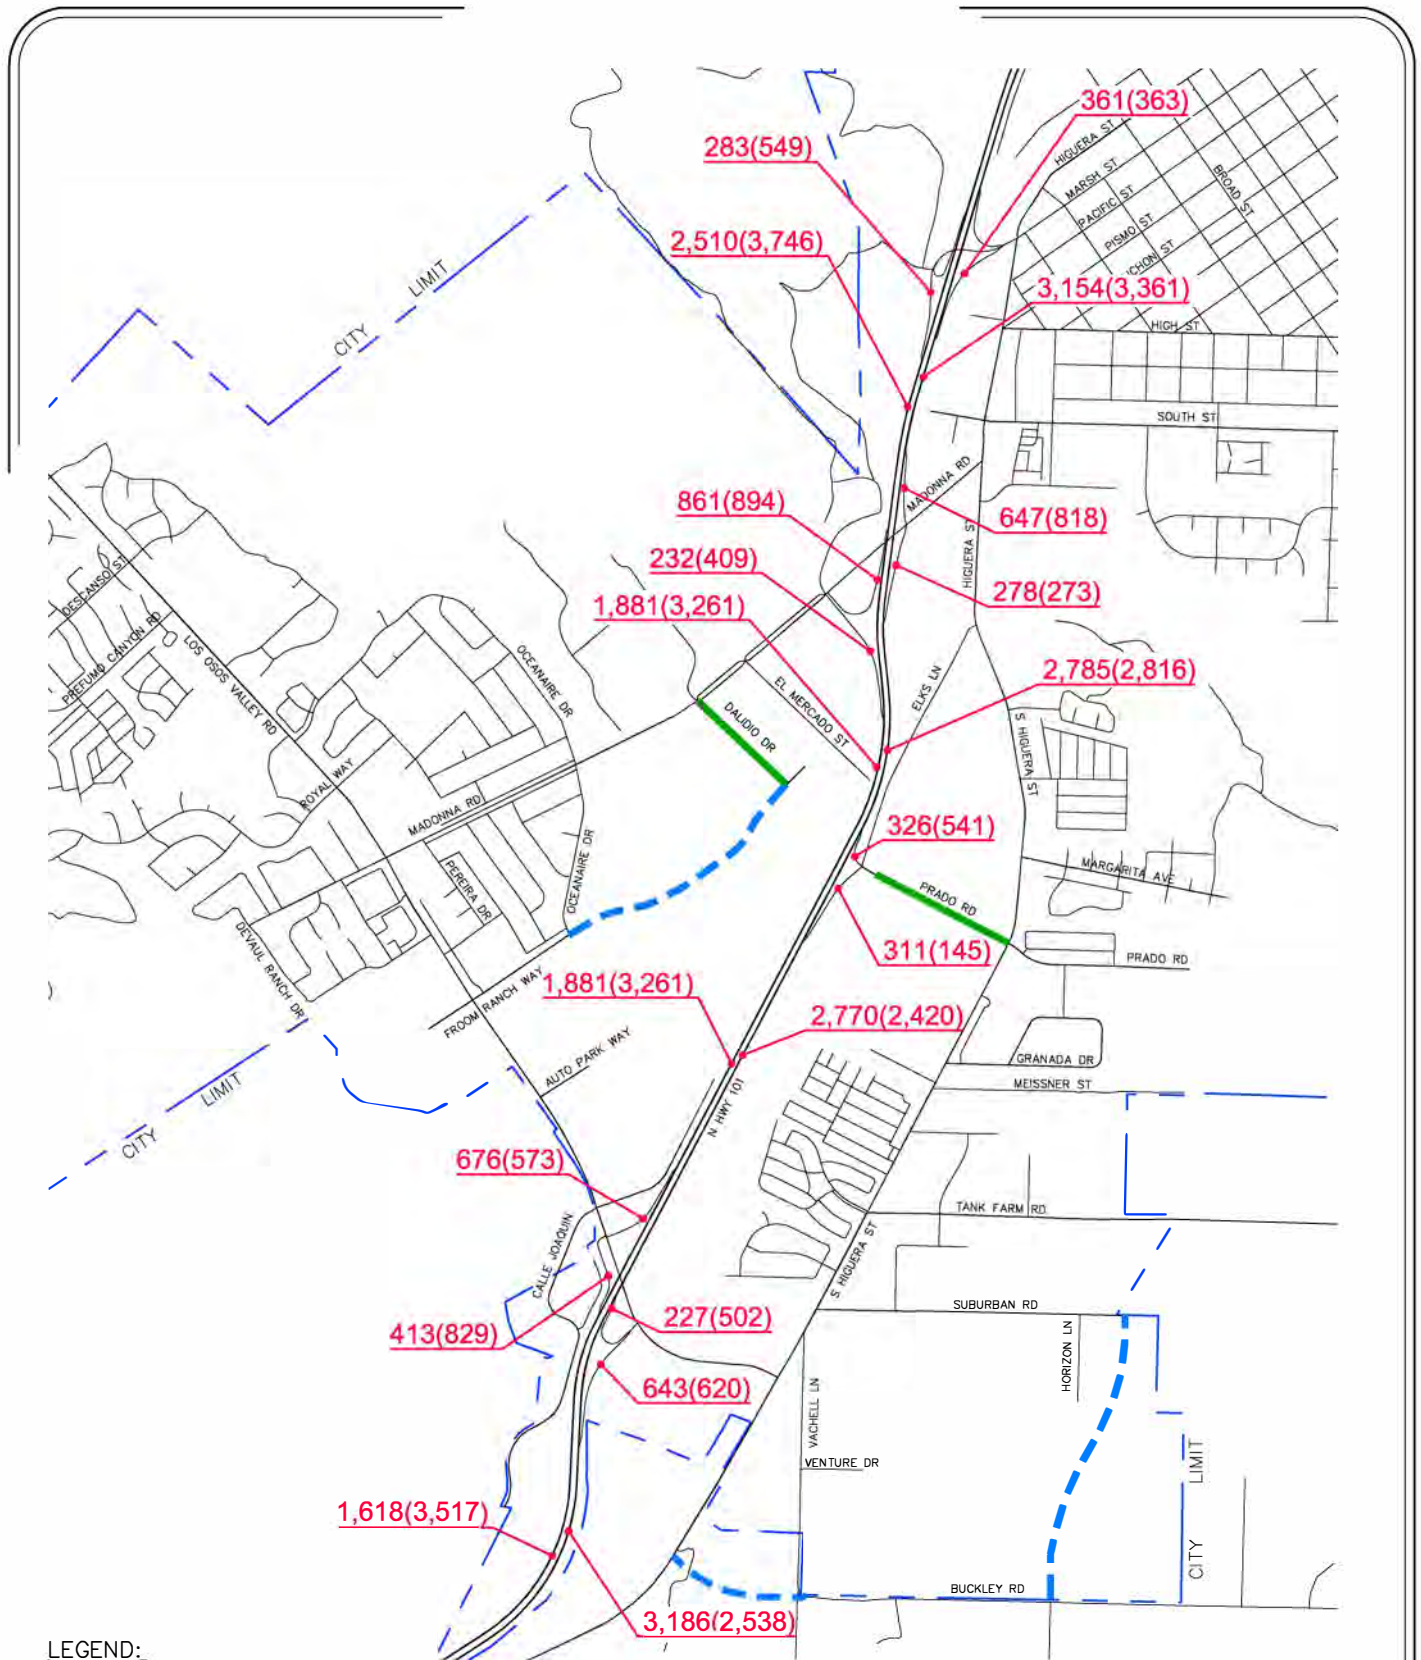 361(363)
HIGUERA ST
283(549)
MARSH ST
BROAD ST
PACIFIC ST
PISMO ST
2,510(3,746)
CHON ST
CITY LIMIT
3,154(3,361)
HIGH ST
SOUTH ST
MADONNA RD
861(894)
647(818)
232(409)
HIGUERA ST
278(273)
1,881(3,261)
DESCANSO ST
PREFUMO CANYON RD
LOS OSOS VALLEY RD
OCEANAIRE DR
2,785(2,816)
EL MERCADO ST
ELKS LN
DALIDIO DR
S HIGUERA ST
ROYAL WAY
MADONNA RD
326(541)
OCEANAIRE DR
PEREIRA DR
MARGARITA AVE
PRADO RD
311(145)
PRADO RD
DEVAUL RANCH DR
FROOM RANCH WAY
1,881(3,261)
2,770(2,420)
AUTO PARK WAY
GRANADA DR
MEISSNER ST
N HWY 101
CITY LIMIT
676(573)
TANK FARM RD
CALLE JOAQUIN
S HIGUERA ST
SUBURBAN RD
227(502)
413(829)
HORIZON LN
643(620)
VACHELL LN
VENTURE DR
CITY LIMIT
1,618(3,517)
BUCKLEY RD
3,186(2,538)
LEGEND: